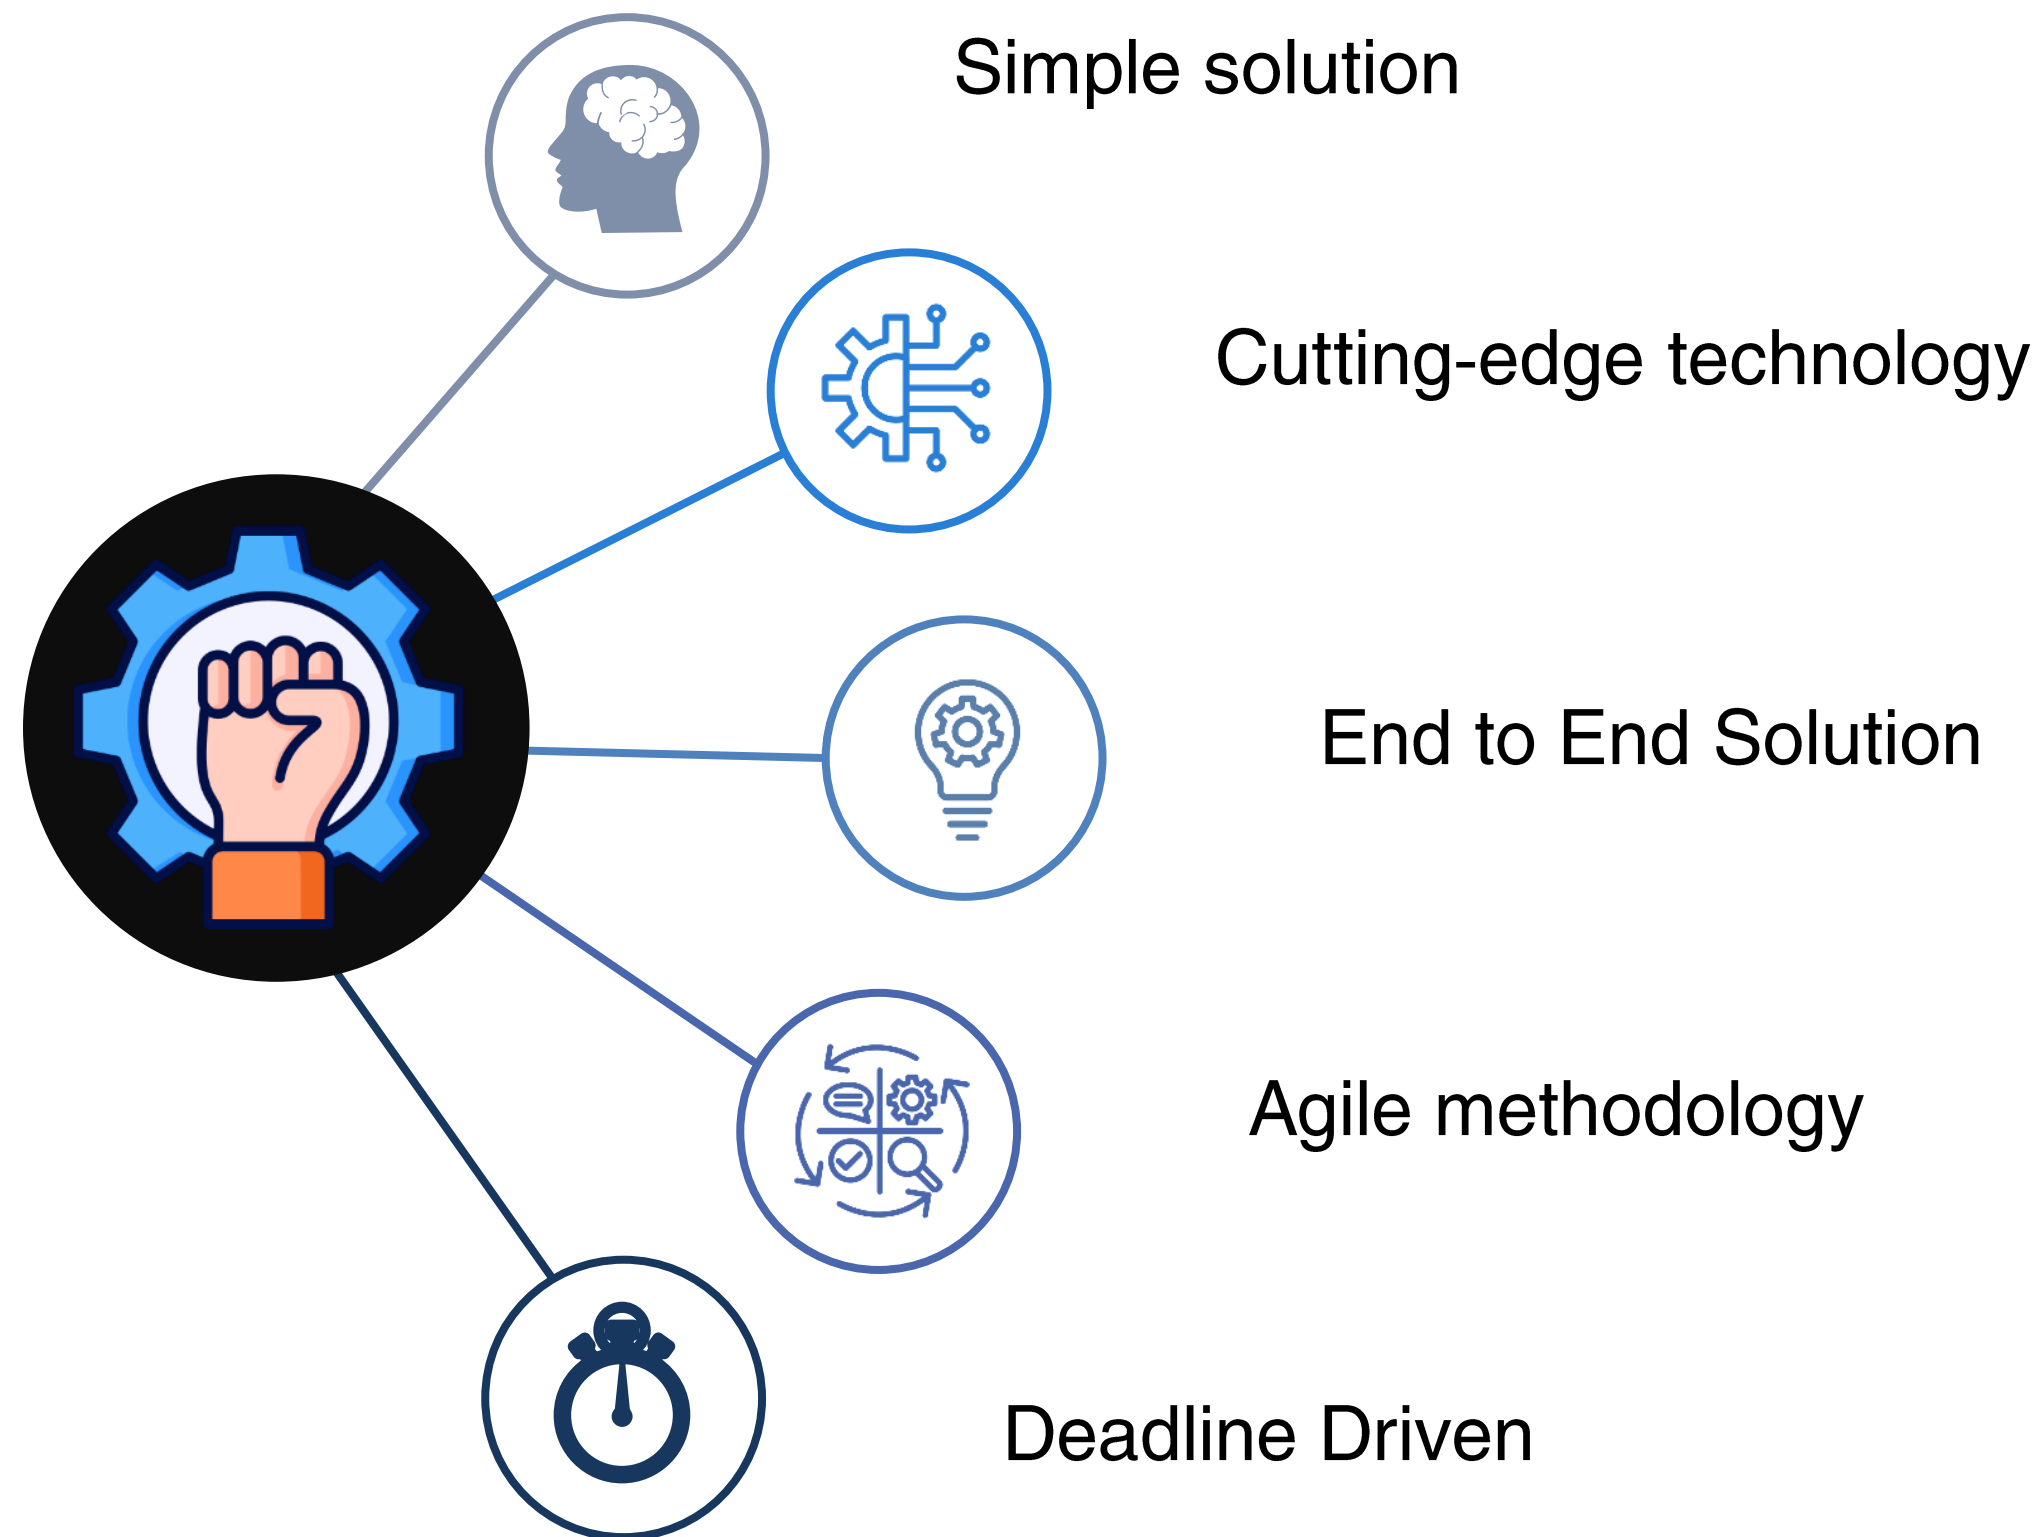 Simple solution
Cutting-edge technology
End to End Solution
Agile methodology
Deadline Driven